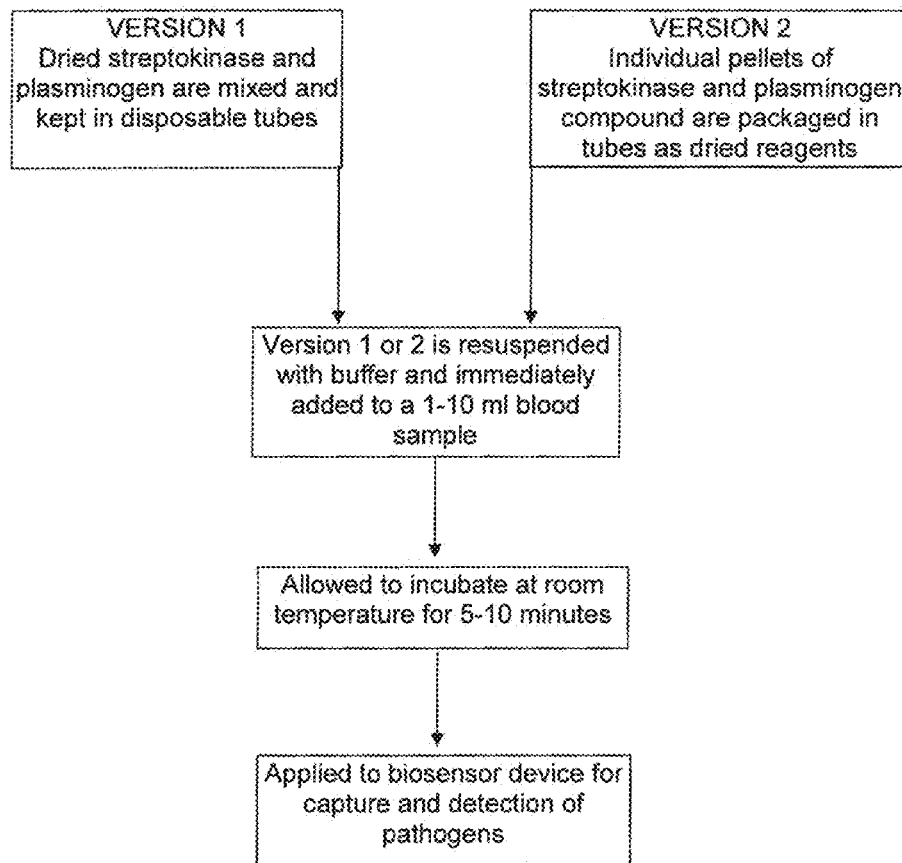 VERSION 1
Dried streptokinase and
plasminogen are mixed and
kept in disposable tubes
VERSION 2
Individual pellets of
streptokinase and plasminogen
compound are packaged in
tubes as dried reagents
Version 1 or 2 is resuspended
with buffer and immediately
added to a 1-10 ml blood
sample
Allowed to incubate at room
temperature for 5-10 minutes
Applied to biosensor device for
capture and detection of
pathogens